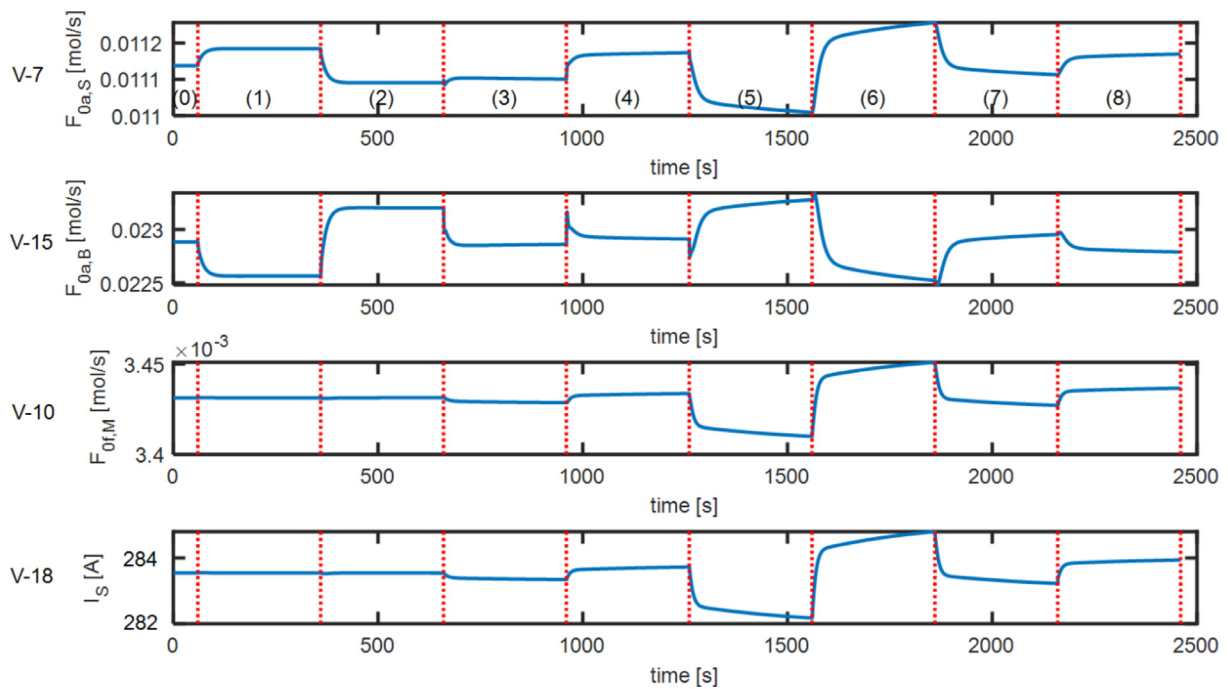 V-7
F0a,S [mol/s]
0.0112
0.0111
0.011
(0) (1) (2) (3) (4) (5) (6) (7) (8)
0 500 1000 1500 2000 2500
time [s]
V-15
F0a,B [mol/s]
0.023
0.0225
0 500 1000 1500 2000 2500
time [s]
V-10
F0f,M [mol/s]
×10-3
3.45
3.4
0 500 1000 1500 2000 2500
time [s]
V-18
IS [A]
284
282
0 500 1000 1500 2000 2500
time [s]